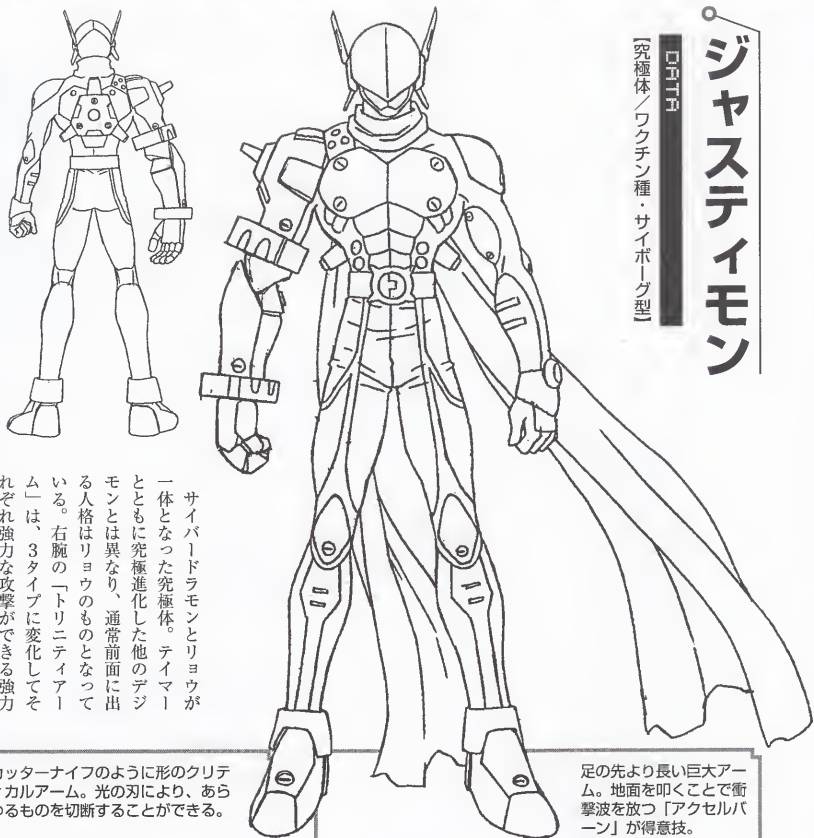 ジャスティモン
DATA
【究極体/ワクチン種・サイボーグ型】
サイバードラモンとリョウが
一体となった究極体。テイマー
とともに究極進化した他のデジ
モンとは異なり、通常前面に出
る人格はリョウのものとなって
いる。右腕の「トリニティアー
ム」は、3タイプに変化してそ
れぞれ強力な攻撃ができる強力
カッターナイフのように形のクリテ
ィカルアーム。光の刃により、あら
ゆるものを切断することができる。
足の先より長い巨大アー
ム。地面を叩くことで衝
撃波を放つ「アクセルバ
ーン」が得意技。